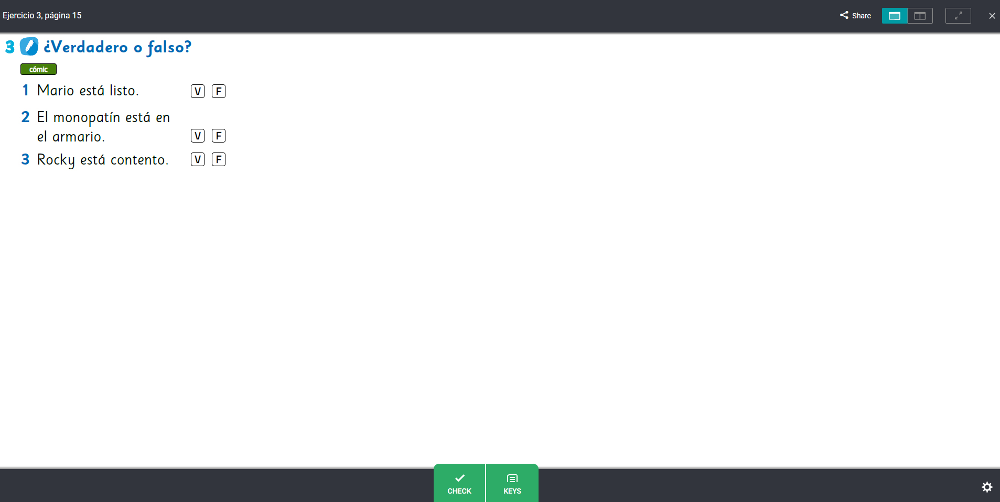 Ejercicio 3, página 15
Share
3 ¿Verdadero o falso?
cómic
1 Mario está listo. V F
2 El monopatín está en
el armario. V F
3 Rocky está contento. V F
CHECK KEYS